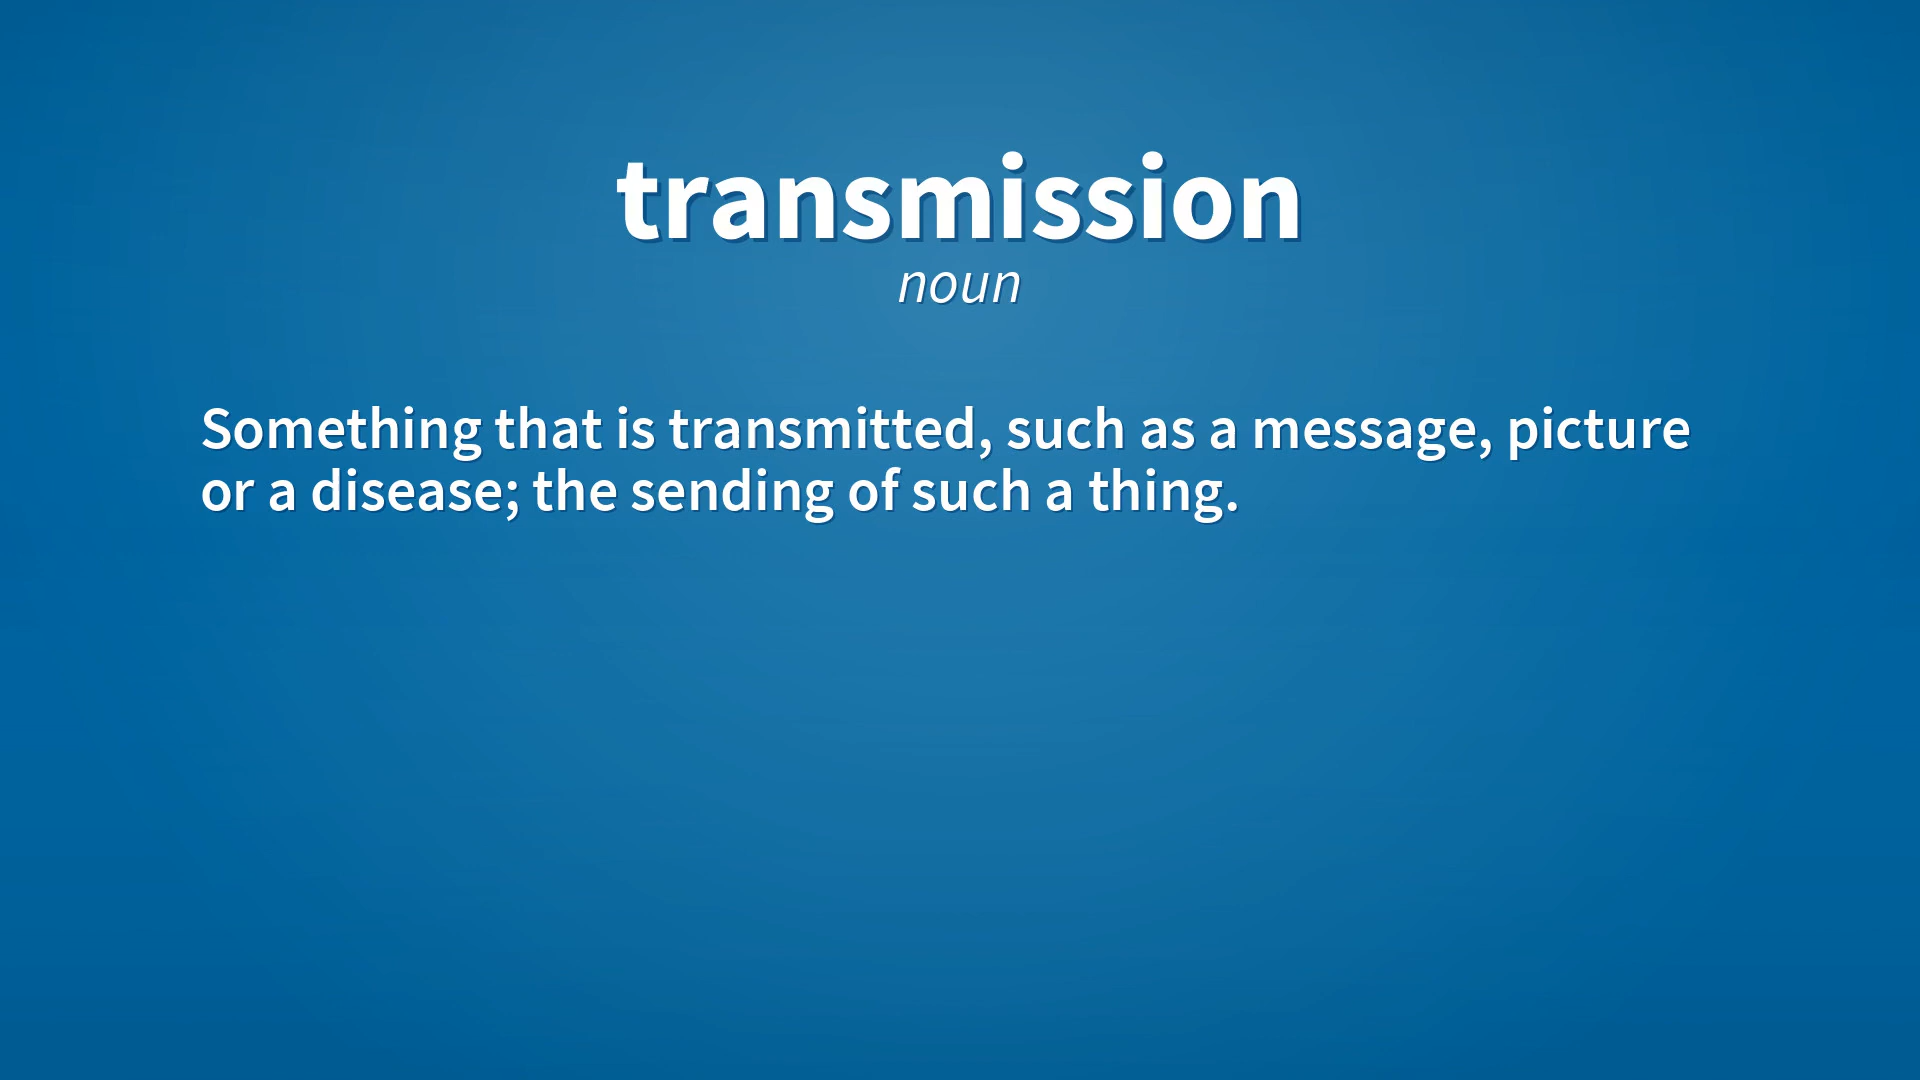 transmission
noun
Something that is transmitted, such as a message, picture
or a disease; the sending of such a thing.